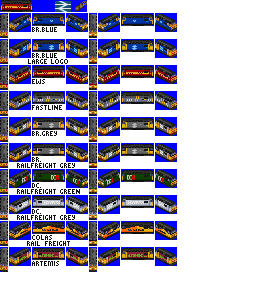 BR.BLUE
BR.BLUE
LARGE LOGO
EWS
FASTLINE
BR.GREY
BR.
RAILFREIGHT GREY
DC.
RAILFREIGHT GREEN
DC.
RAILFREIGHT GREY
COLAS
RAIL FREIGHT
ARTEMIS